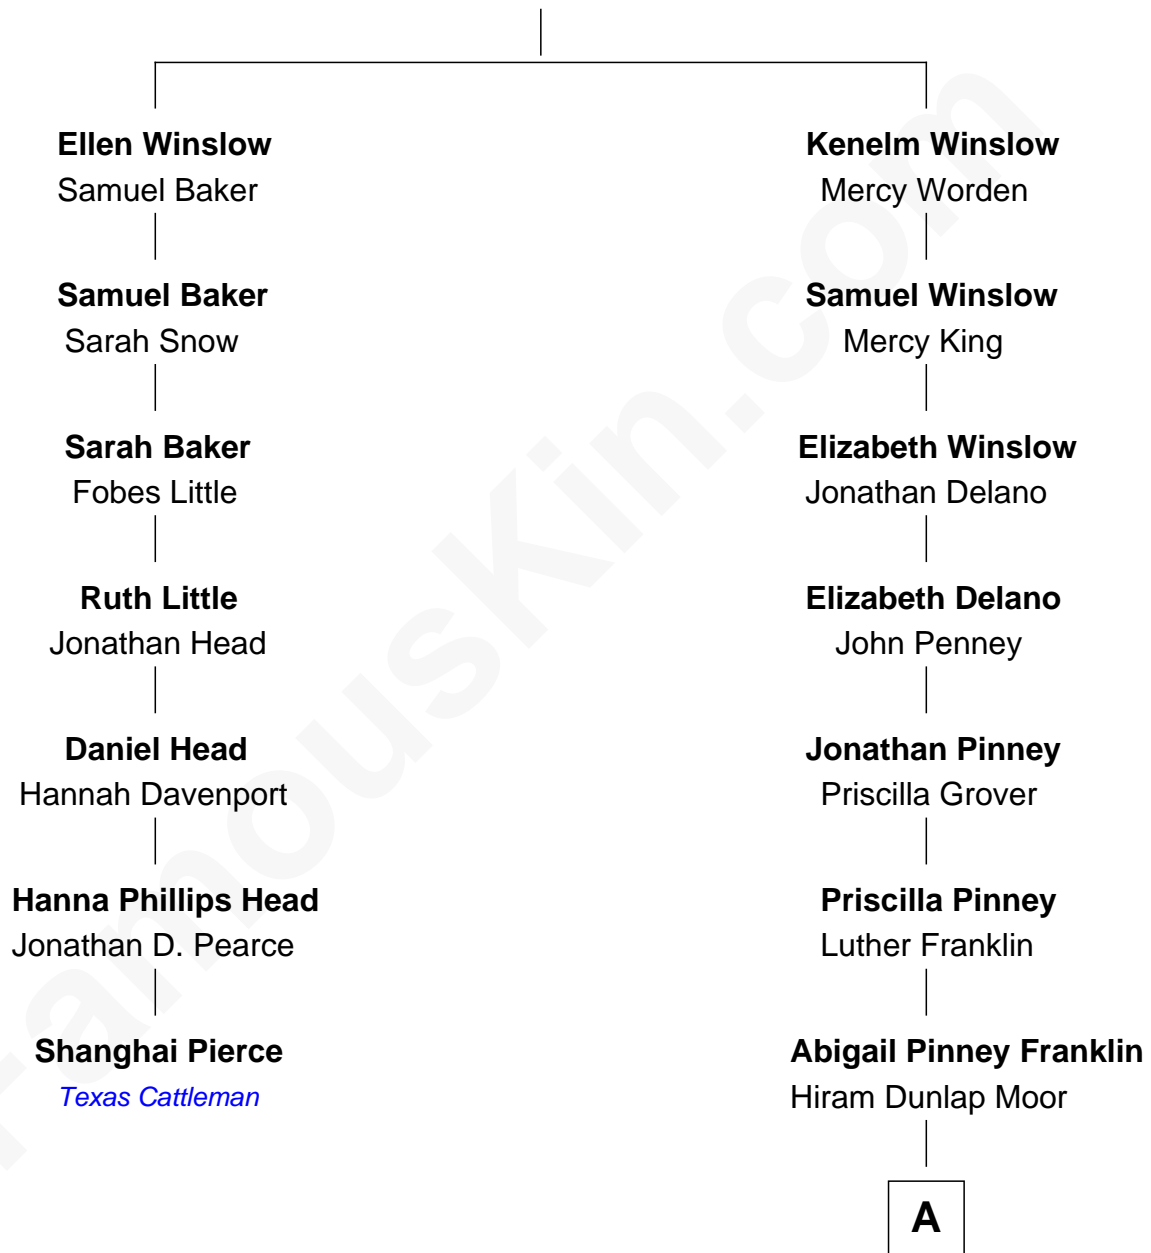 Ellen Winslow
Samuel Baker
Samuel Baker
Sarah Snow
Sarah Baker
Fobes Little
Ruth Little
Jonathan Head
Daniel Head
Hannah Davenport
Hanna Phillips Head
Jonathan D. Pearce
Shanghai Pierce
Texas Cattleman
Kenelm Winslow
Mercy Worden
Samuel Winslow
Mercy King
Elizabeth Winslow
Jonathan Delano
Elizabeth Delano
John Penney
Jonathan Pinney
Priscilla Grover
Priscilla Pinney
Luther Franklin
Abigail Pinney Franklin
Hiram Dunlap Moor
A
FamousKin.com